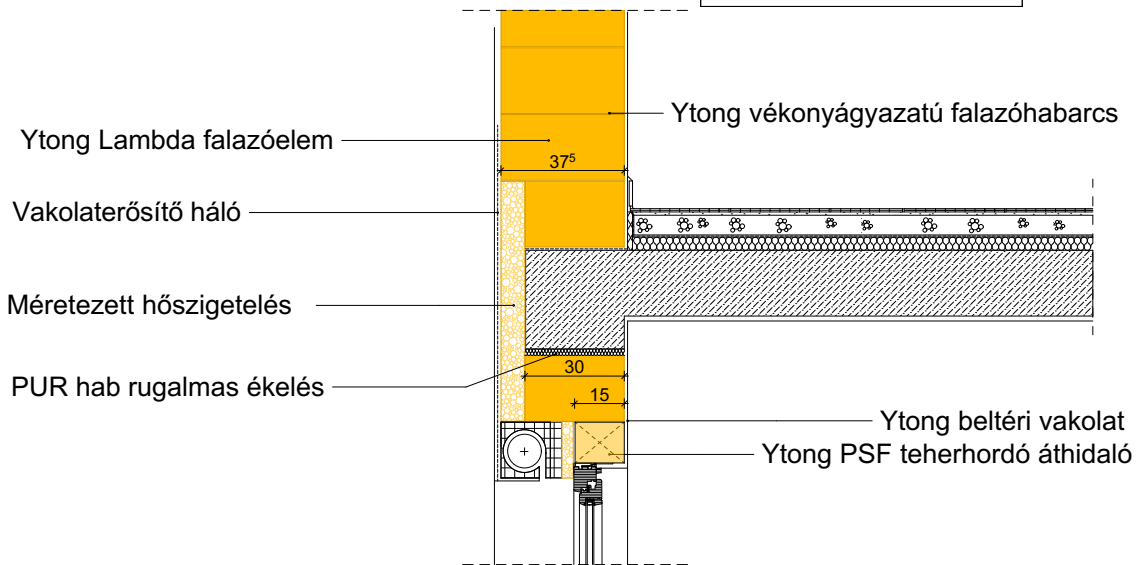 Ytong vékonyágyazatú falazóhabarcs
Ytong Lambda falazóelem
37⁵
Vakolaterősítő háló
Méretezett hőszigetelés
30
PUR hab rugalmas ékelés
15
Ytong beltéri vakolat
Ytong PSF teherhordó áthidaló